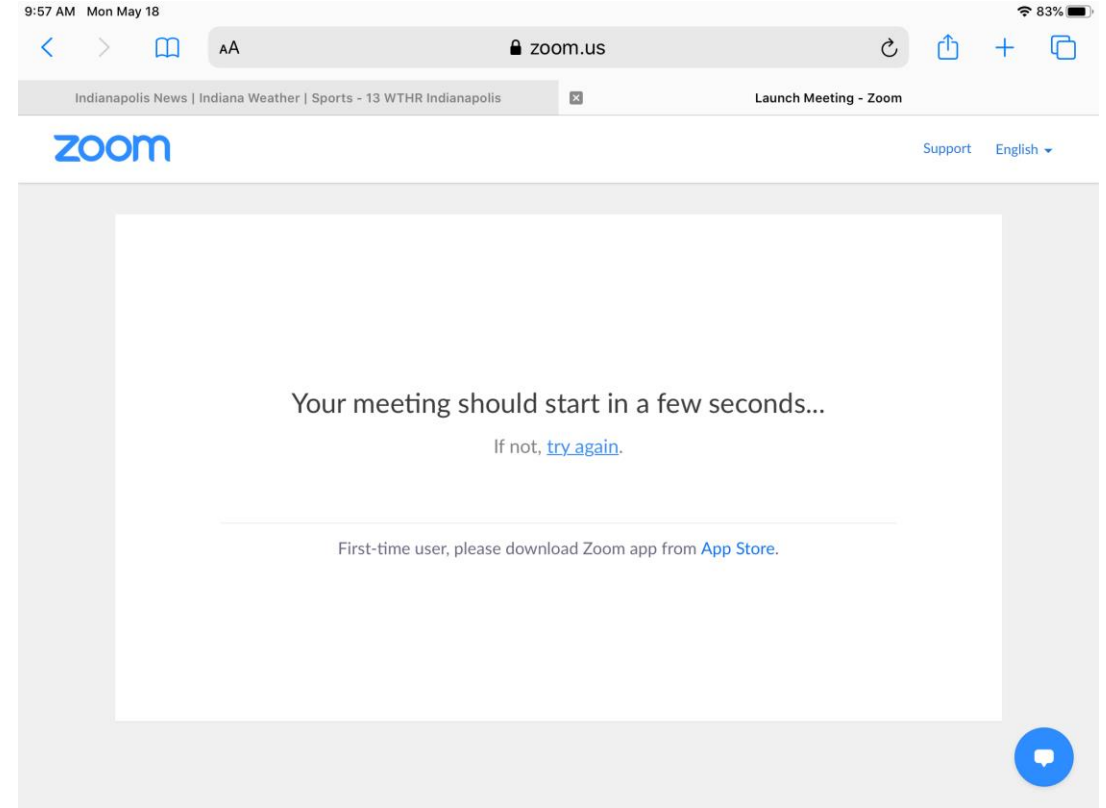 9:57 AM Mon May 18 83%
AA zoom.us
Indianapolis News | Indiana Weather | Sports - 13 WTHR Indianapolis Launch Meeting - Zoom
zoom Support English
Your meeting should start in a few seconds...
If not, try again.
First-time user, please download Zoom app from App Store.